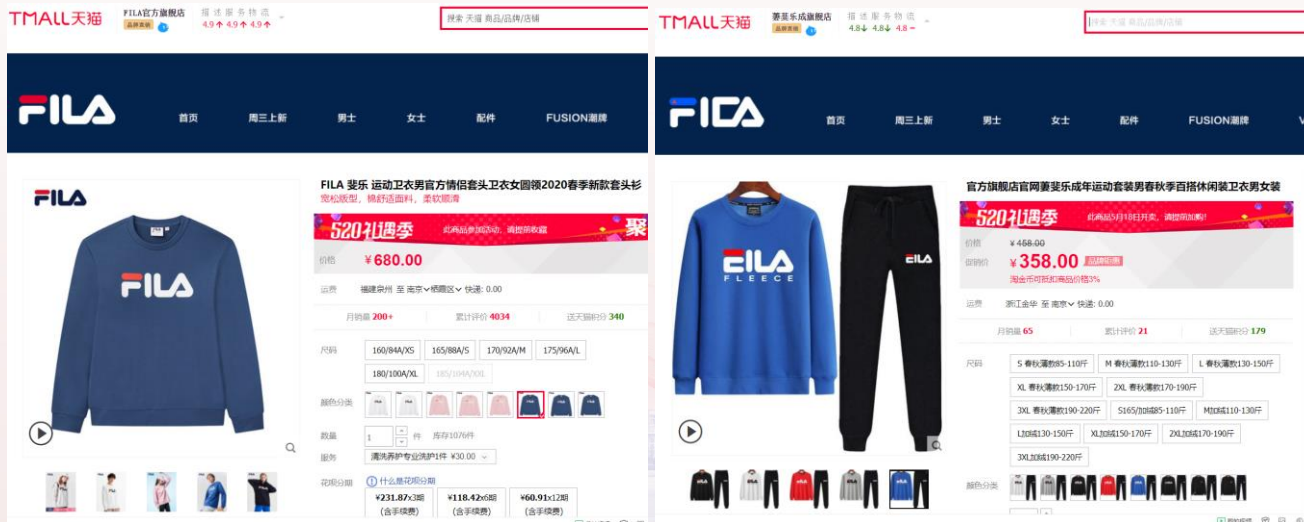 TMALL天猫
FILA官方旗舰店
品牌直销
描 述 服 务 物 流
4.9 4.9 4.9
搜索 天猫 商品/品牌/店铺
FILA
首页
周三上新
男士
女士
配件
FUSION潮牌
FILA
FILA
FILA 斐乐 运动卫衣男官方情侣套头卫衣女圆领2020春季新款套头衫
宽松版型，棉舒适面料，柔软顺滑
520礼遇季
此商品参加活动，请提前收藏
聚
价格
¥680.00
运费
福建泉州 至 南京 栖霞区 快递: 0.00
月销量 200+
累计评价 4034
送天猫积分 340
尺码
160/84A/XS
165/88A/S
170/92A/M
175/96A/L
180/100A/XL
185/104A/XXL
颜色分类
数量
1
件
库存1076件
服务
清洗养护专业洗护1件 ¥30.00
花呗分期
什么是花呗分期
¥231.87x3期
(含手续费)
¥118.42x6期
(含手续费)
¥60.91x12期
(含手续费)
TMALL天猫
萋斐乐成旗舰店
品牌直销
描 述 服 务 物 流
4.8 4.8 4.8
搜索 天猫 商品/品牌/店铺
首页
周三上新
男士
女士
配件
FUSION潮牌
V
FLEECE
官方旗舰店官网萋斐乐成年运动套装男春秋季百搭休闲装卫衣男女装
520礼遇季
此商品5月18日开卖，请提前加购!
价格
¥458.00
促销价
¥358.00
品牌钜惠
淘金币可抵扣商品价格3%
运费
浙江金华 至 南京 快递: 0.00
月销量 65
累计评价 21
送天猫积分 179
尺码
S 春秋薄款85-110斤
M 春秋薄款110-130斤
L 春秋薄款130-150斤
XL 春秋薄款150-170斤
2XL 春秋薄款170-190斤
3XL 春秋薄款190-220斤
S165/加绒85-110斤
M加绒110-130斤
L加绒130-150斤
XL加绒150-170斤
2XL加绒170-190斤
3XL加绒190-220斤
颜色分类